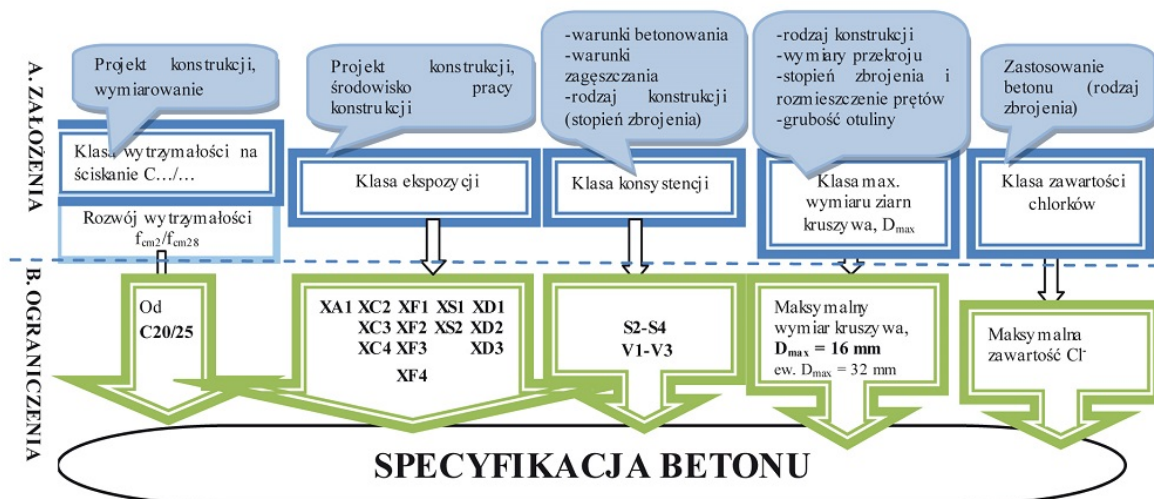 A. ZAŁOŻENIA
Projekt konstrukcji,
wymiarowanie
Klasa wytrzymałości na
ściskanie C…/…
Rozwój wytrzymałości
fcm2/fcm28
Projekt konstrukcji,
środowisko pracy
konstrukcji
Klasa ekspozycji
-warunki betonowania
-warunki
zagęszczania
-rodzaj konstrukcji
(stopień zbrojenia)
Klasa konsystencji
-rodzaj konstrukcji
-wymiary przekroju
-stopień zbrojenia i
rozmieszczenie prętów
-grubość otuliny
Klasa max.
wymiaru ziarn
kruszywa, Dmax
Zastosowanie
betonu (rodzaj
zbrojenia)
Klasa zawartości
chlorków
B. OGRANICZENIA
Od
C20/25
XA1 XC2 XF1 XS1 XD1
XC3 XF2 XS2 XD2
XC4 XF3 XD3
XF4
S2-S4
V1-V3
Maksymalny
wymiar kruszywa,
Dmax = 16 mm
ew. Dmax = 32 mm
Maksymalna
zawartość Cl-
SPECYFIKACJA BETONU